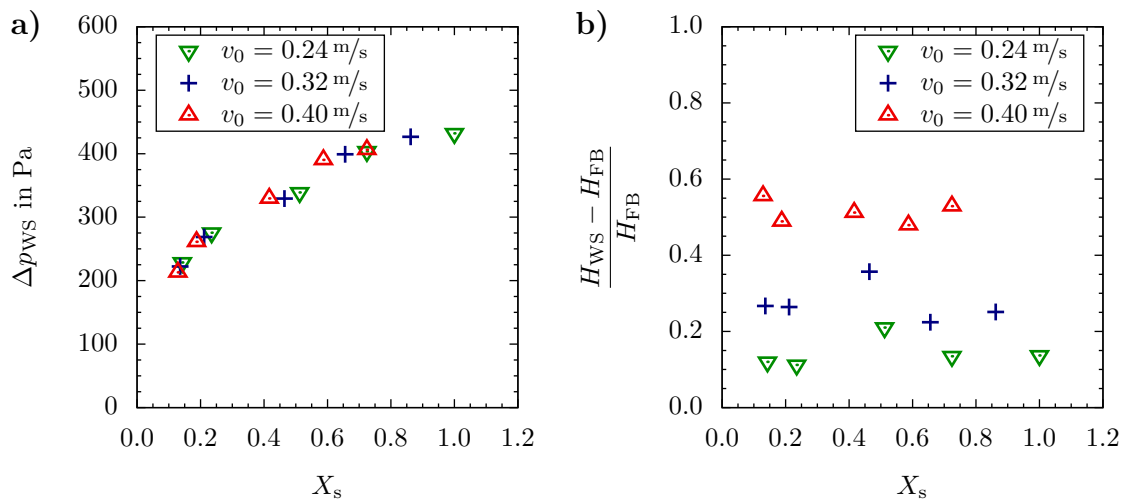 a)
Δp_WS in Pa
600
500
400
300
200
100
0
0.0 0.2 0.4 0.6 0.8 1.0 1.2
X_s
v_0 = 0.24 m/s
v_0 = 0.32 m/s
v_0 = 0.40 m/s
b)
H_WS − H_FB
H_FB
1.0
0.8
0.6
0.4
0.2
0.0
0.0 0.2 0.4 0.6 0.8 1.0 1.2
X_s
v_0 = 0.24 m/s
v_0 = 0.32 m/s
v_0 = 0.40 m/s